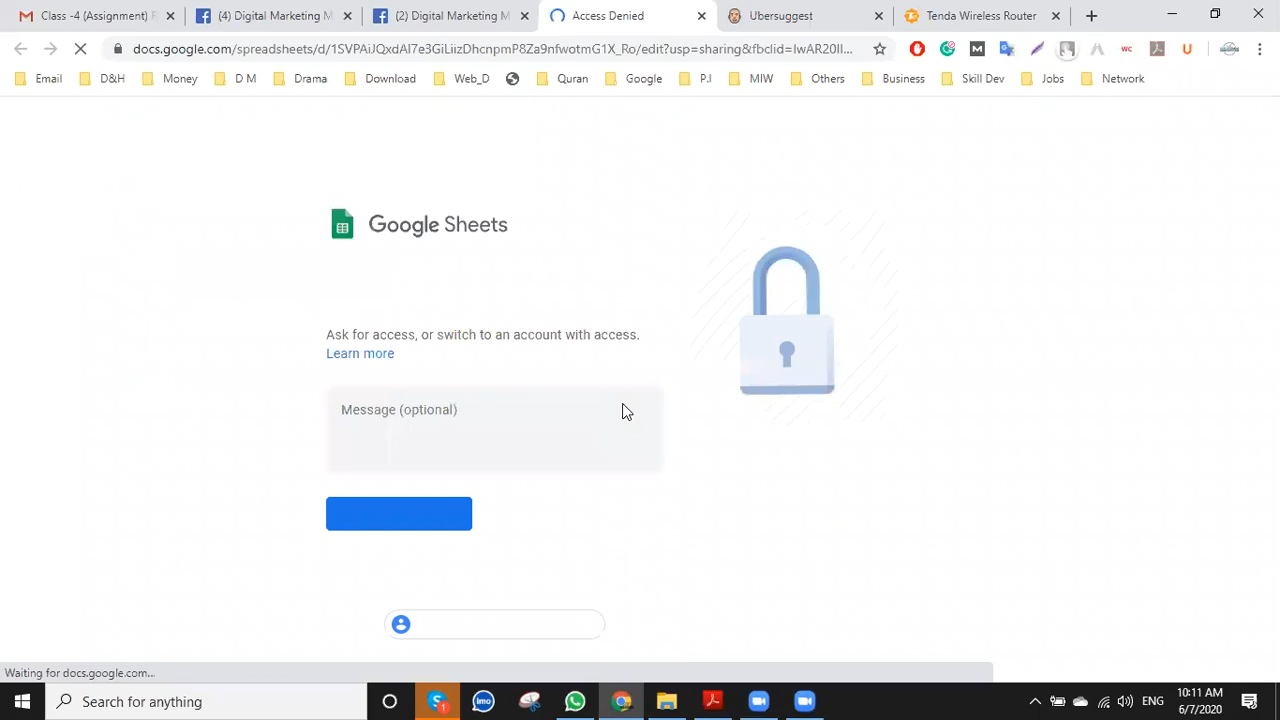 Class -4 (Assignment) R
(4) Digital Marketing M
(2) Digital Marketing M
Access Denied
Ubersuggest
Tenda Wireless Router
docs.google.com/spreadsheets/d/1SVPAiJQxdAI7e3GiLiizDhcnpmP8Za9nfwotmG1X_Ro/edit?usp=sharing&fbclid=IwAR20II...
Email
D&H
Money
D M
Drama
Download
Web_D
Quran
Google
P.I
MIW
Others
Business
Skill Dev
Jobs
Network
Google Sheets
Ask for access, or switch to an account with access.
Learn more
Message (optional)
Waiting for docs.google.com...
Search for anything
ENG
10:11 AM
6/7/2020